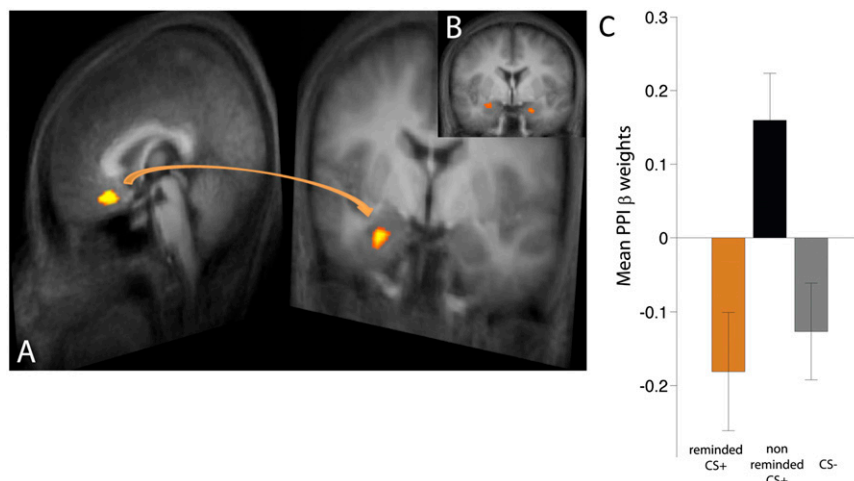 A
B
C
Mean PPI β weights
0.3
0.2
0.1
0
-0.1
-0.2
reminded
CS+
non
reminded
CS+
CS-